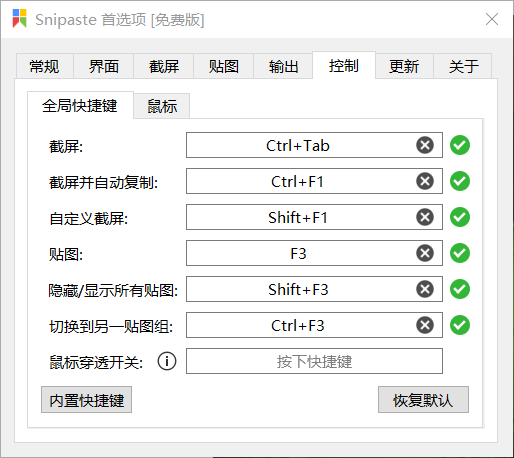 Snipaste 首选项 [免费版]
常规 界面 截屏 贴图 输出 控制 更新 关于
全局快捷键 鼠标
截屏: Ctrl+Tab
截屏并自动复制: Ctrl+F1
自定义截屏: Shift+F1
贴图: F3
隐藏/显示所有贴图: Shift+F3
切换到另一贴图组: Ctrl+F3
鼠标穿透开关: 按下快捷键
内置快捷键 恢复默认